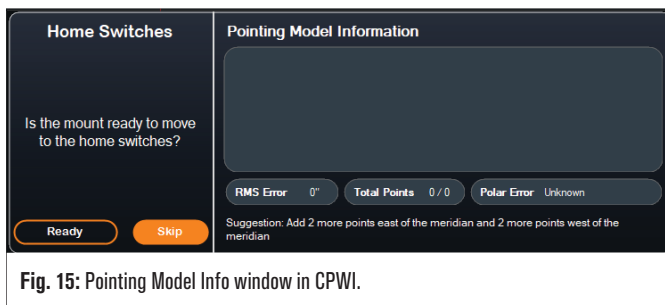 Home Switches
Is the mount ready to move
to the home switches?
Ready
Skip
Pointing Model Information
RMS Error 0"
Total Points 0 / 0
Polar Error Unknown
Suggestion: Add 2 more points east of the meridian and 2 more points west of the
meridian
Fig. 15: Pointing Model Info window in CPWI.